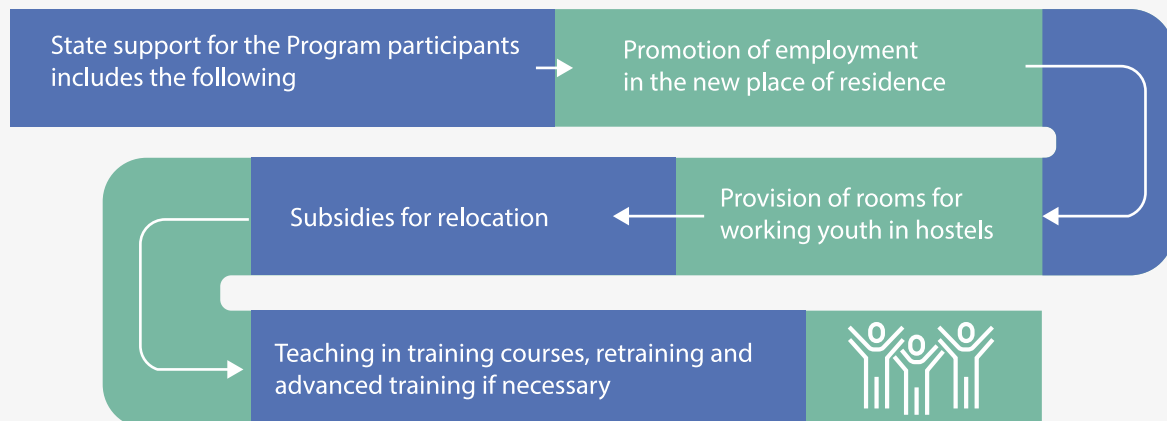 State support for the Program participants
includes the following
Promotion of employment
in the new place of residence
Provision of rooms for
working youth in hostels
Subsidies for relocation
Teaching in training courses, retraining and
advanced training if necessary